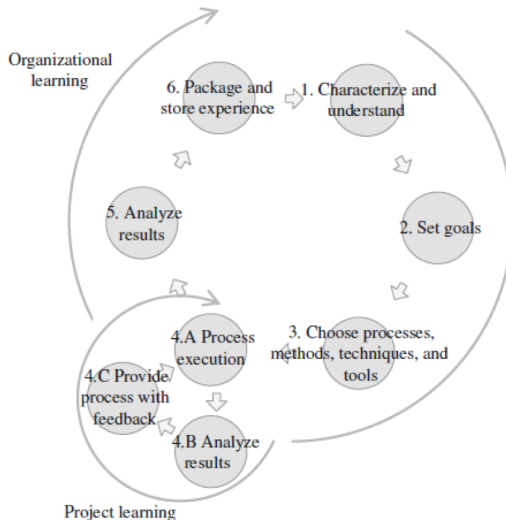 Organizational
learning
6. Package and
store experience
1. Characterize and
understand
2. Set goals
3. Choose processes,
methods, techniques, and
tools
4.A Process
execution
4.B Analyze
results
4.C Provide
process with
feedback
5. Analyze
results
Project learning